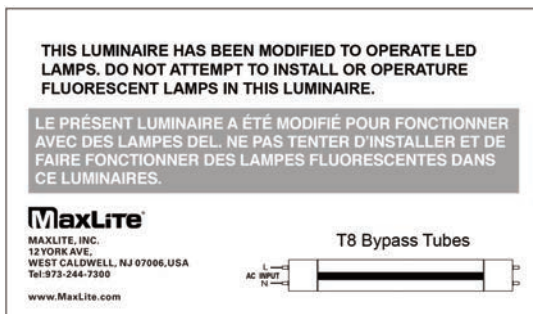 THIS LUMINAIRE HAS BEEN MODIFIED TO OPERATE LED
LAMPS. DO NOT ATTEMPT TO INSTALL OR OPERATURE
FLUORESCENT LAMPS IN THIS LUMINAIRE.
LE PRÉSENT LUMINAIRE A ÉTÉ MODIFIÉ POUR FONCTIONNER
AVEC DES LAMPES DEL. NE PAS TENTER D'INSTALLER ET DE
FAIRE FONCTIONNER DES LAMPES FLUORESCENTES DANS
CE LUMINAIRES.
MAXLITE®
MAXLITE, INC.
12YORK AVE,
WEST CALDWELL, NJ 07006,USA
Tel:973-244-7300
www.MaxLite.com
T8 Bypass Tubes
L
AC INPUT
N